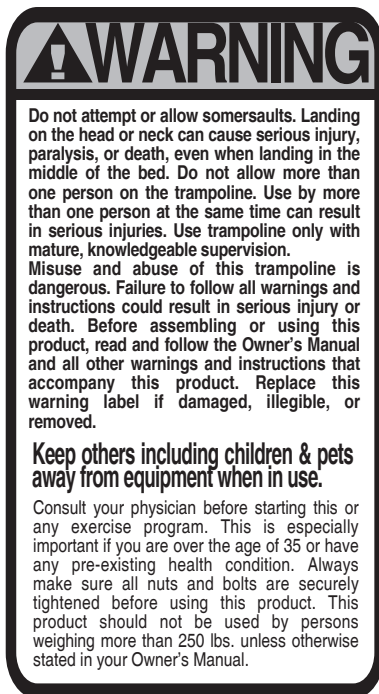 WARNING
Do not attempt or allow somersaults. Landing
on the head or neck can cause serious injury,
paralysis, or death, even when landing in the
middle of the bed. Do not allow more than
one person on the trampoline. Use by more
than one person at the same time can result
in serious injuries. Use trampoline only with
mature, knowledgeable supervision.
Misuse and abuse of this trampoline is
dangerous. Failure to follow all warnings and
instructions could result in serious injury or
death. Before assembling or using this
product, read and follow the Owner's Manual
and all other warnings and instructions that
accompany this product. Replace this
warning label if damaged, illegible, or
removed.
Keep others including children & pets
away from equipment when in use.
Consult your physician before starting this or
any exercise program. This is especially
important if you are over the age of 35 or have
any pre-existing health condition. Always
make sure all nuts and bolts are securely
tightened before using this product. This
product should not be used by persons
weighing more than 250 lbs. unless otherwise
stated in your Owner's Manual.